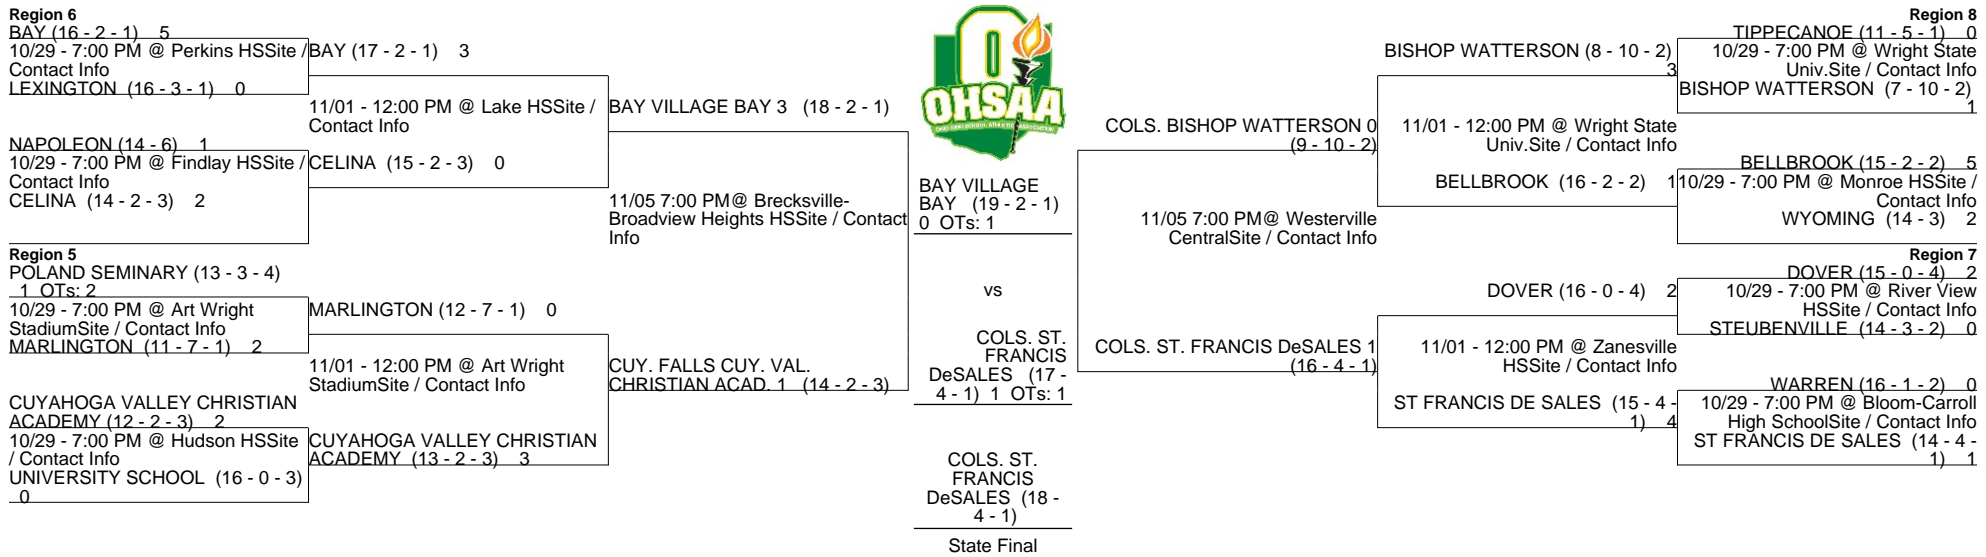 Region 6
BAY (16 - 2 - 1) 5
10/29 - 7:00 PM @ Perkins HSSite /
Contact Info
LEXINGTON (16 - 3 - 1) 0
NAPOLEON (14 - 6) 1
10/29 - 7:00 PM @ Findlay HSSite /
Contact Info
CELINA (14 - 2 - 3) 2
Region 5
POLAND SEMINARY (13 - 3 - 4)
1 OTs: 2
10/29 - 7:00 PM @ Art Wright
StadiumSite / Contact Info
MARLINGTON (11 - 7 - 1) 2
CUYAHOGA VALLEY CHRISTIAN
ACADEMY (12 - 2 - 3) 2
10/29 - 7:00 PM @ Hudson HSSite
/ Contact Info
UNIVERSITY SCHOOL (16 - 0 - 3)
0
BAY (17 - 2 - 1) 3
11/01 - 12:00 PM @ Lake HSSite /
Contact Info
CELINA (15 - 2 - 3) 0
MARLINGTON (12 - 7 - 1) 0
11/01 - 12:00 PM @ Art Wright
StadiumSite / Contact Info
CUYAHOGA VALLEY CHRISTIAN
ACADEMY (13 - 2 - 3) 3
BAY VILLAGE BAY 3 (18 - 2 - 1)
11/05 7:00 PM@ Brecksville-
Broadview Heights HSSite / Contact
Info
CUY. FALLS CUY. VAL.
CHRISTIAN ACAD. 1 (14 - 2 - 3)
OHSAA
BAY VILLAGE
BAY (19 - 2 - 1)
0 OTs: 1
vs
COLS. ST.
FRANCIS
DeSALES (17 -
4 - 1) 1 OTs: 1
COLS. ST.
FRANCIS
DeSALES (18 -
4 - 1)
State Final
COLS. BISHOP WATTERSON 0
(9 - 10 - 2)
11/05 7:00 PM@ Westerville
CentralSite / Contact Info
COLS. ST. FRANCIS DeSALES 1
(16 - 4 - 1)
BISHOP WATTERSON (8 - 10 - 2)
3
11/01 - 12:00 PM @ Wright State
Univ.Site / Contact Info
BELLBROOK (16 - 2 - 2) 1
DOVER (16 - 0 - 4) 2
11/01 - 12:00 PM @ Zanesville
HSSite / Contact Info
ST FRANCIS DE SALES (15 - 4 -
1) 4
Region 8
TIPPECANOE (11 - 5 - 1) 0
10/29 - 7:00 PM @ Wright State
Univ.Site / Contact Info
BISHOP WATTERSON (7 - 10 - 2)
1
BELLBROOK (15 - 2 - 2) 5
10/29 - 7:00 PM @ Monroe HSSite /
Contact Info
WYOMING (14 - 3) 2
Region 7
DOVER (15 - 0 - 4) 2
10/29 - 7:00 PM @ River View
HSSite / Contact Info
STEUBENVILLE (14 - 3 - 2) 0
WARREN (16 - 1 - 2) 0
10/29 - 7:00 PM @ Bloom-Carroll
High SchoolSite / Contact Info
ST FRANCIS DE SALES (14 - 4 -
1) 1